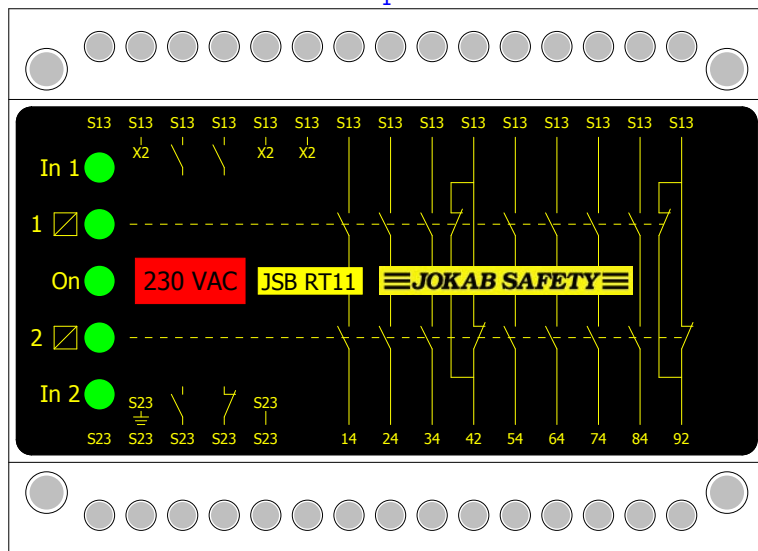 1
S13 S13 S13 S13 S13 S13 S13 S13 S13 S13 S13 S13 S13 S13 S13
X2 X2 X2
In 1
1
On 230 VAC JSB RT11 JOKAB SAFETY
2
In 2
S23 S23
S23 S23 S23 S23 S23 14 24 34 42 54 64 74 84 92